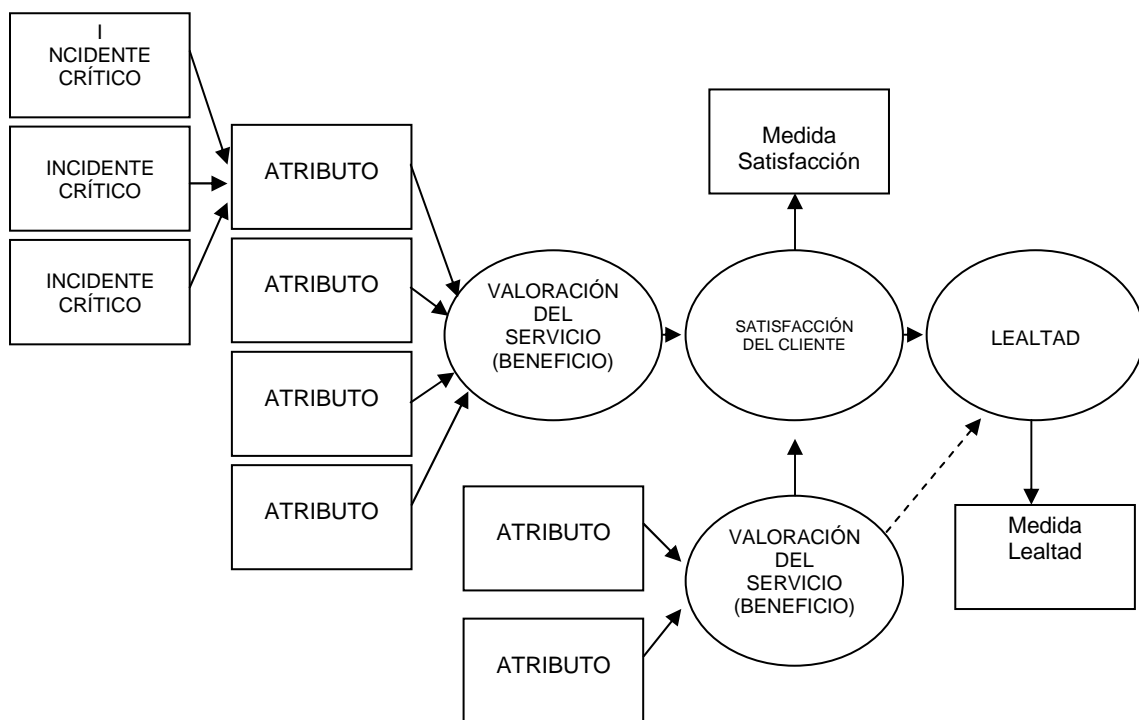 I
NCIDENTE
CRÍTICO
INCIDENTE
CRÍTICO
INCIDENTE
CRÍTICO
ATRIBUTO
ATRIBUTO
ATRIBUTO
ATRIBUTO
VALORACIÓN
DEL
SERVICIO
(BENEFICIO)
Medida
Satisfacción
SATISFACCIÓN
DEL CLIENTE
LEALTAD
ATRIBUTO
ATRIBUTO
VALORACIÓN
DEL
SERVICIO
(BENEFICIO)
Medida
Lealtad